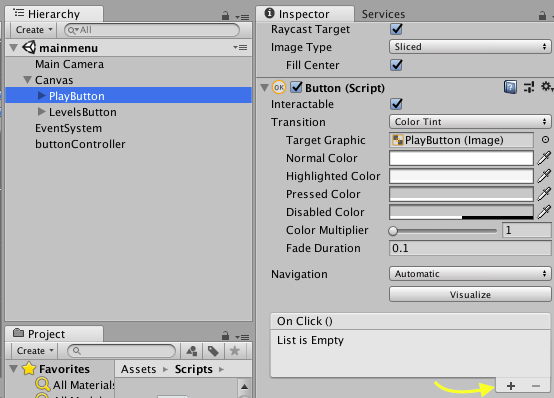 Hierarchy
Create
All
mainmenu
Main Camera
Canvas
PlayButton
LevelsButton
EventSystem
buttonController
Project
Create
Favorites
All Materials
Assets
Scripts
Inspector
Services
Raycast Target
Image Type
Sliced
Fill Center
OK
Button (Script)
Interactable
Transition
Color Tint
Target Graphic
PlayButton (Image)
Normal Color
Highlighted Color
Pressed Color
Disabled Color
Color Multiplier
1
Fade Duration
0.1
Navigation
Automatic
Visualize
On Click ()
List is Empty
+ −